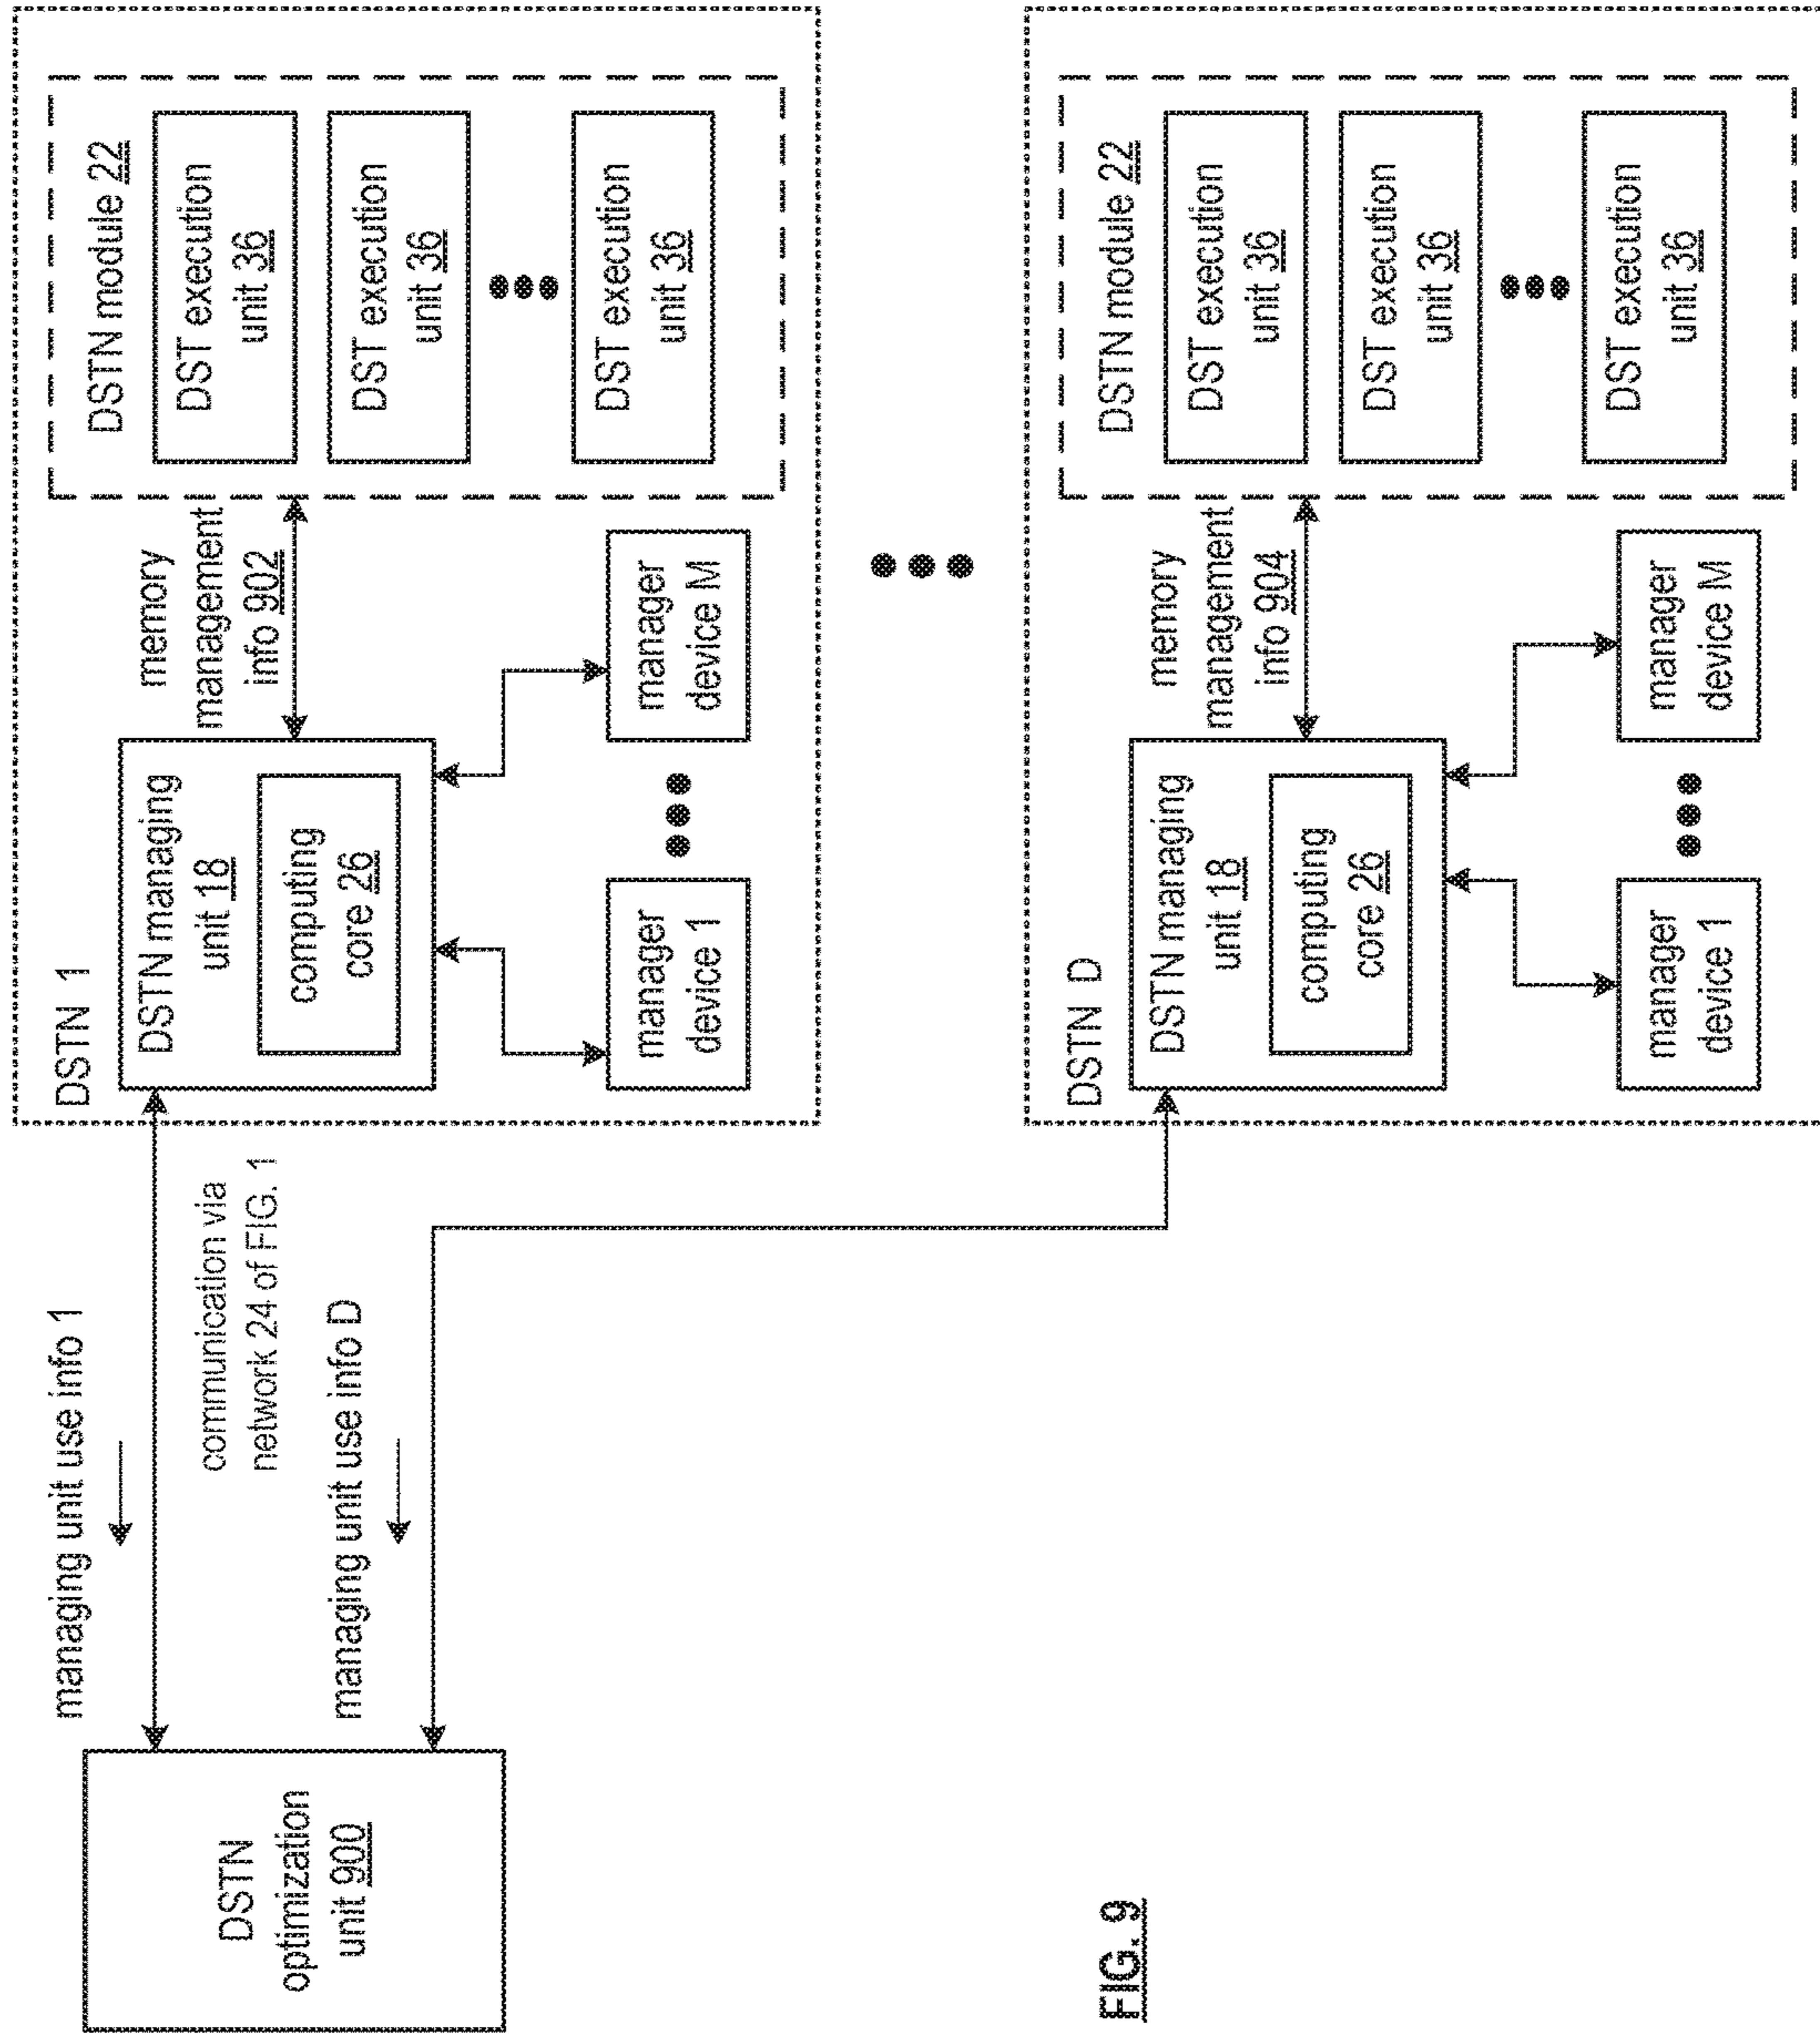 managing unit use info 1
communication via
network 24 of FIG. 1
managing unit use info D
DSTN
optimization
unit 900
DSTN 1
DSTN managing
unit 18
computing
core 26
memory
management
info 902
manager
device 1
manager
device M
DSTN module 22
DST execution
unit 36
DST execution
unit 36
DST execution
unit 36
DSTN D
DSTN managing
unit 18
computing
core 26
memory
management
info 904
manager
device 1
manager
device M
DSTN module 22
DST execution
unit 36
DST execution
unit 36
DST execution
unit 36
FIG. 9